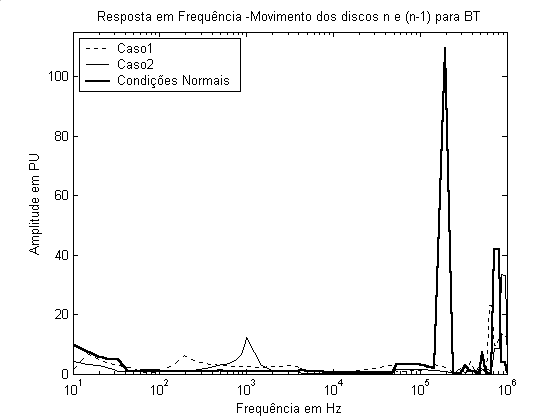 Resposta em Frequência -Movimento dos discos n e (n-1) para BT
Caso1
Caso2
Condições Normais
Amplitude em PU
100
80
60
40
20
0
10^1 10^2 10^3 10^4 10^5 10^6
Frequência em Hz